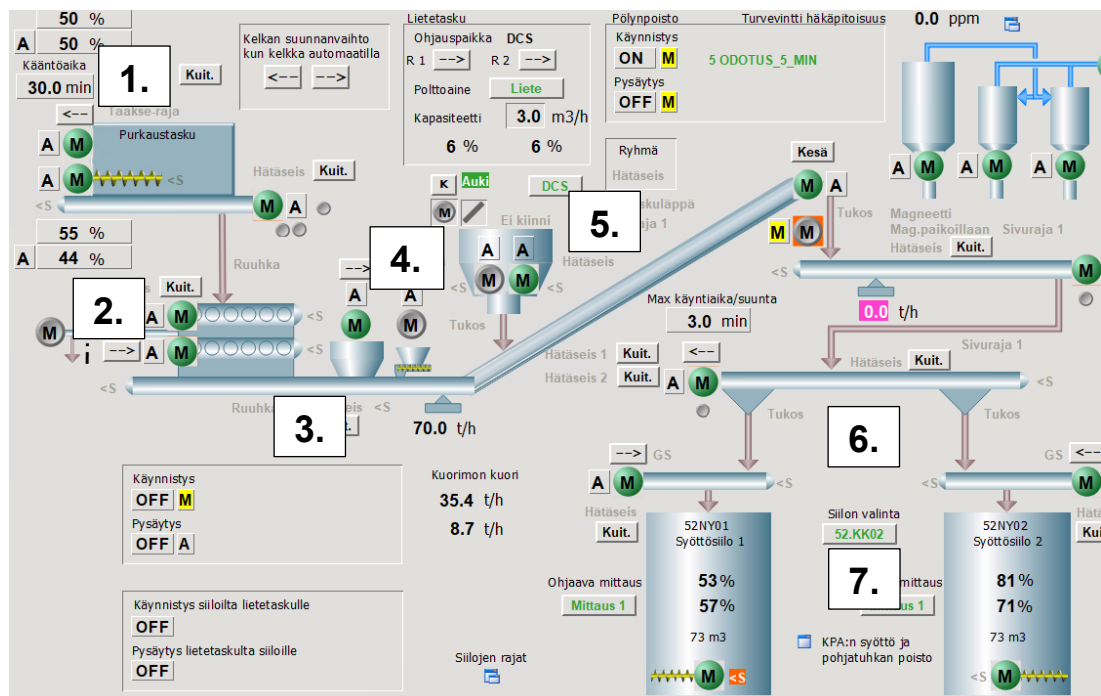 50 %
A 50 %
Kääntöaika
30.0 min
1.
Kuit.
<--
Taakse-raja
Purkaustasku
A M
A M <S
Hätäseis Kuit.
<S M A
55 %
A 44 %
Ruuhka
Kelkan suunnanvaihto
kun kelkka automaatilla
<-- -->
Lietetasku
Ohjauspaikka DCS
R 1 --> R 2 -->
Polttoaine Liete
Kapasiteetti 3.0 m3/h
6 % 6 %
Pölynpoisto
Turvevintti häkäpitoisuus 0.0 ppm
Käynnistys
ON M 5 ODOTUS_5_MIN
Pysäytys
OFF M
A M A M A M
Ryhmä
Hätäseis
Kesä
M A
K Auki
DCS
M
Ei kiinni
5.
Hätäseis
Tukos
M M
Magneetti
Mag.paikoillaan Sivuraja 1
Hätäseis Kuit.
<S M
0.0 t/h
2.
Kuit.
M A M <S
i --> A M <S
-->
4.
A A
M M
A A
<S M M <S
Tukos
Max käyntiaika/suunta
3.0 min
Sivuraja 1
Hätäseis 1 Kuit.
Hätäseis 2 Kuit.
<--
A M
Hätäseis Kuit.
<S
<S
Ruuhka
3.
<S
70.0 t/h
Tukos
6.
Tukos
Käynnistys
OFF M
Pysäytys
OFF A
Kuorimon kuori
35.4 t/h
8.7 t/h
--> GS
A M <S
Hätäseis
Kuit.
GS <--
<S M
Siilon valinta
52.KK02
52NY01
Syöttösiilo 1
52NY02
Syöttösiilo 2
Ohjaava mittaus 53%
Mittaus 1 57%
73 m3
M <S
7.
mittaus 81%
71%
73 m3
<S M
Käynnistys siiloilta lietetaskulle
OFF
Pysäytys lietetaskulta siiloille
OFF
Siilojen rajat
KPA:n syöttö ja
pohjatuhkan poisto